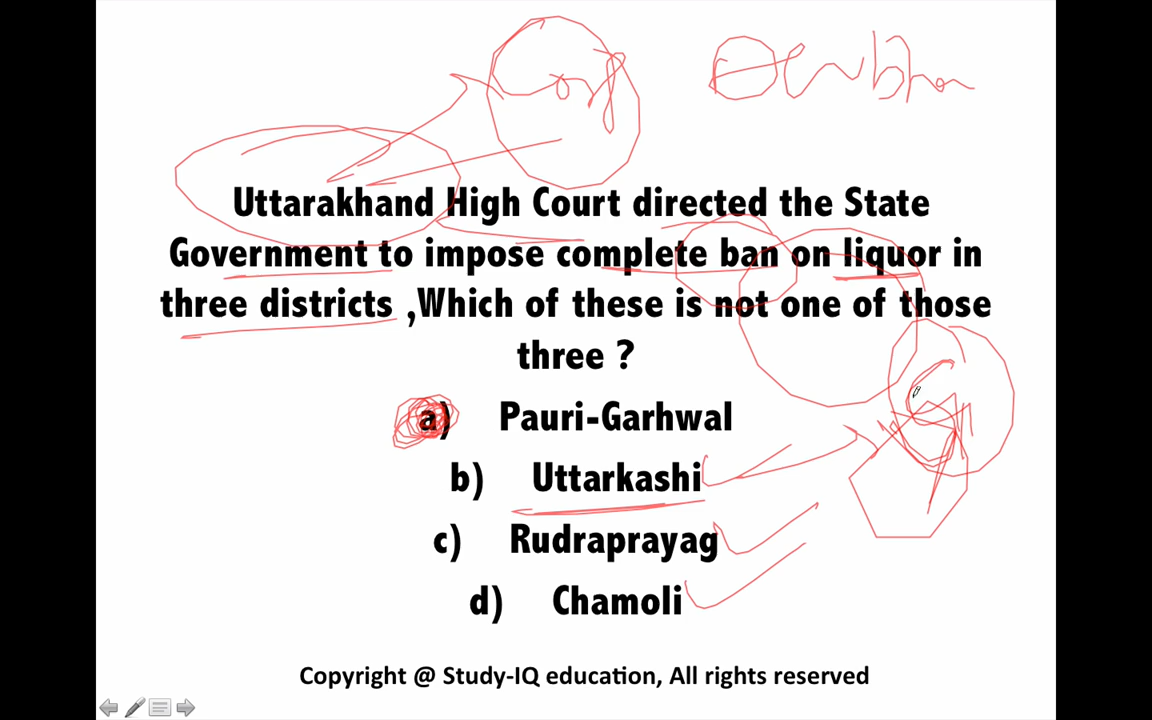 Uttarakhand High Court directed the State
Government to impose complete ban on liquor in
three districts ,Which of these is not one of those
three ?
a) Pauri-Garhwal
b) Uttarkashi
c) Rudraprayag
d) Chamoli
Copyright @ Study-IQ education, All rights reserved